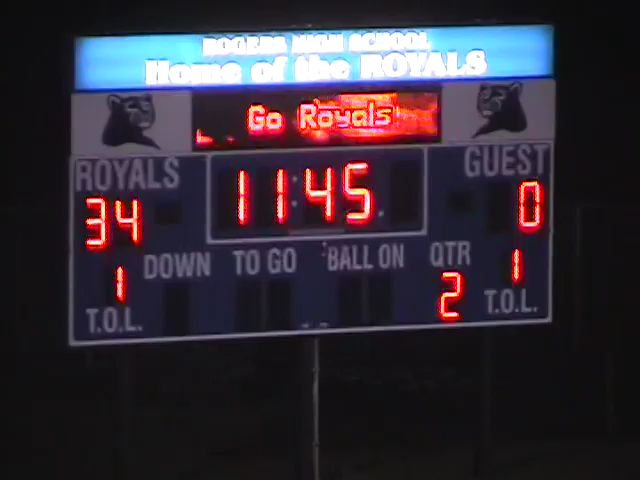 ROGERS HIGH SCHOOL
Home of the ROYALS
Go Royals
ROYALS GUEST
34 11:45 0
DOWN TO GO BALL ON QTR
1 2 1
T.O.L. T.O.L.